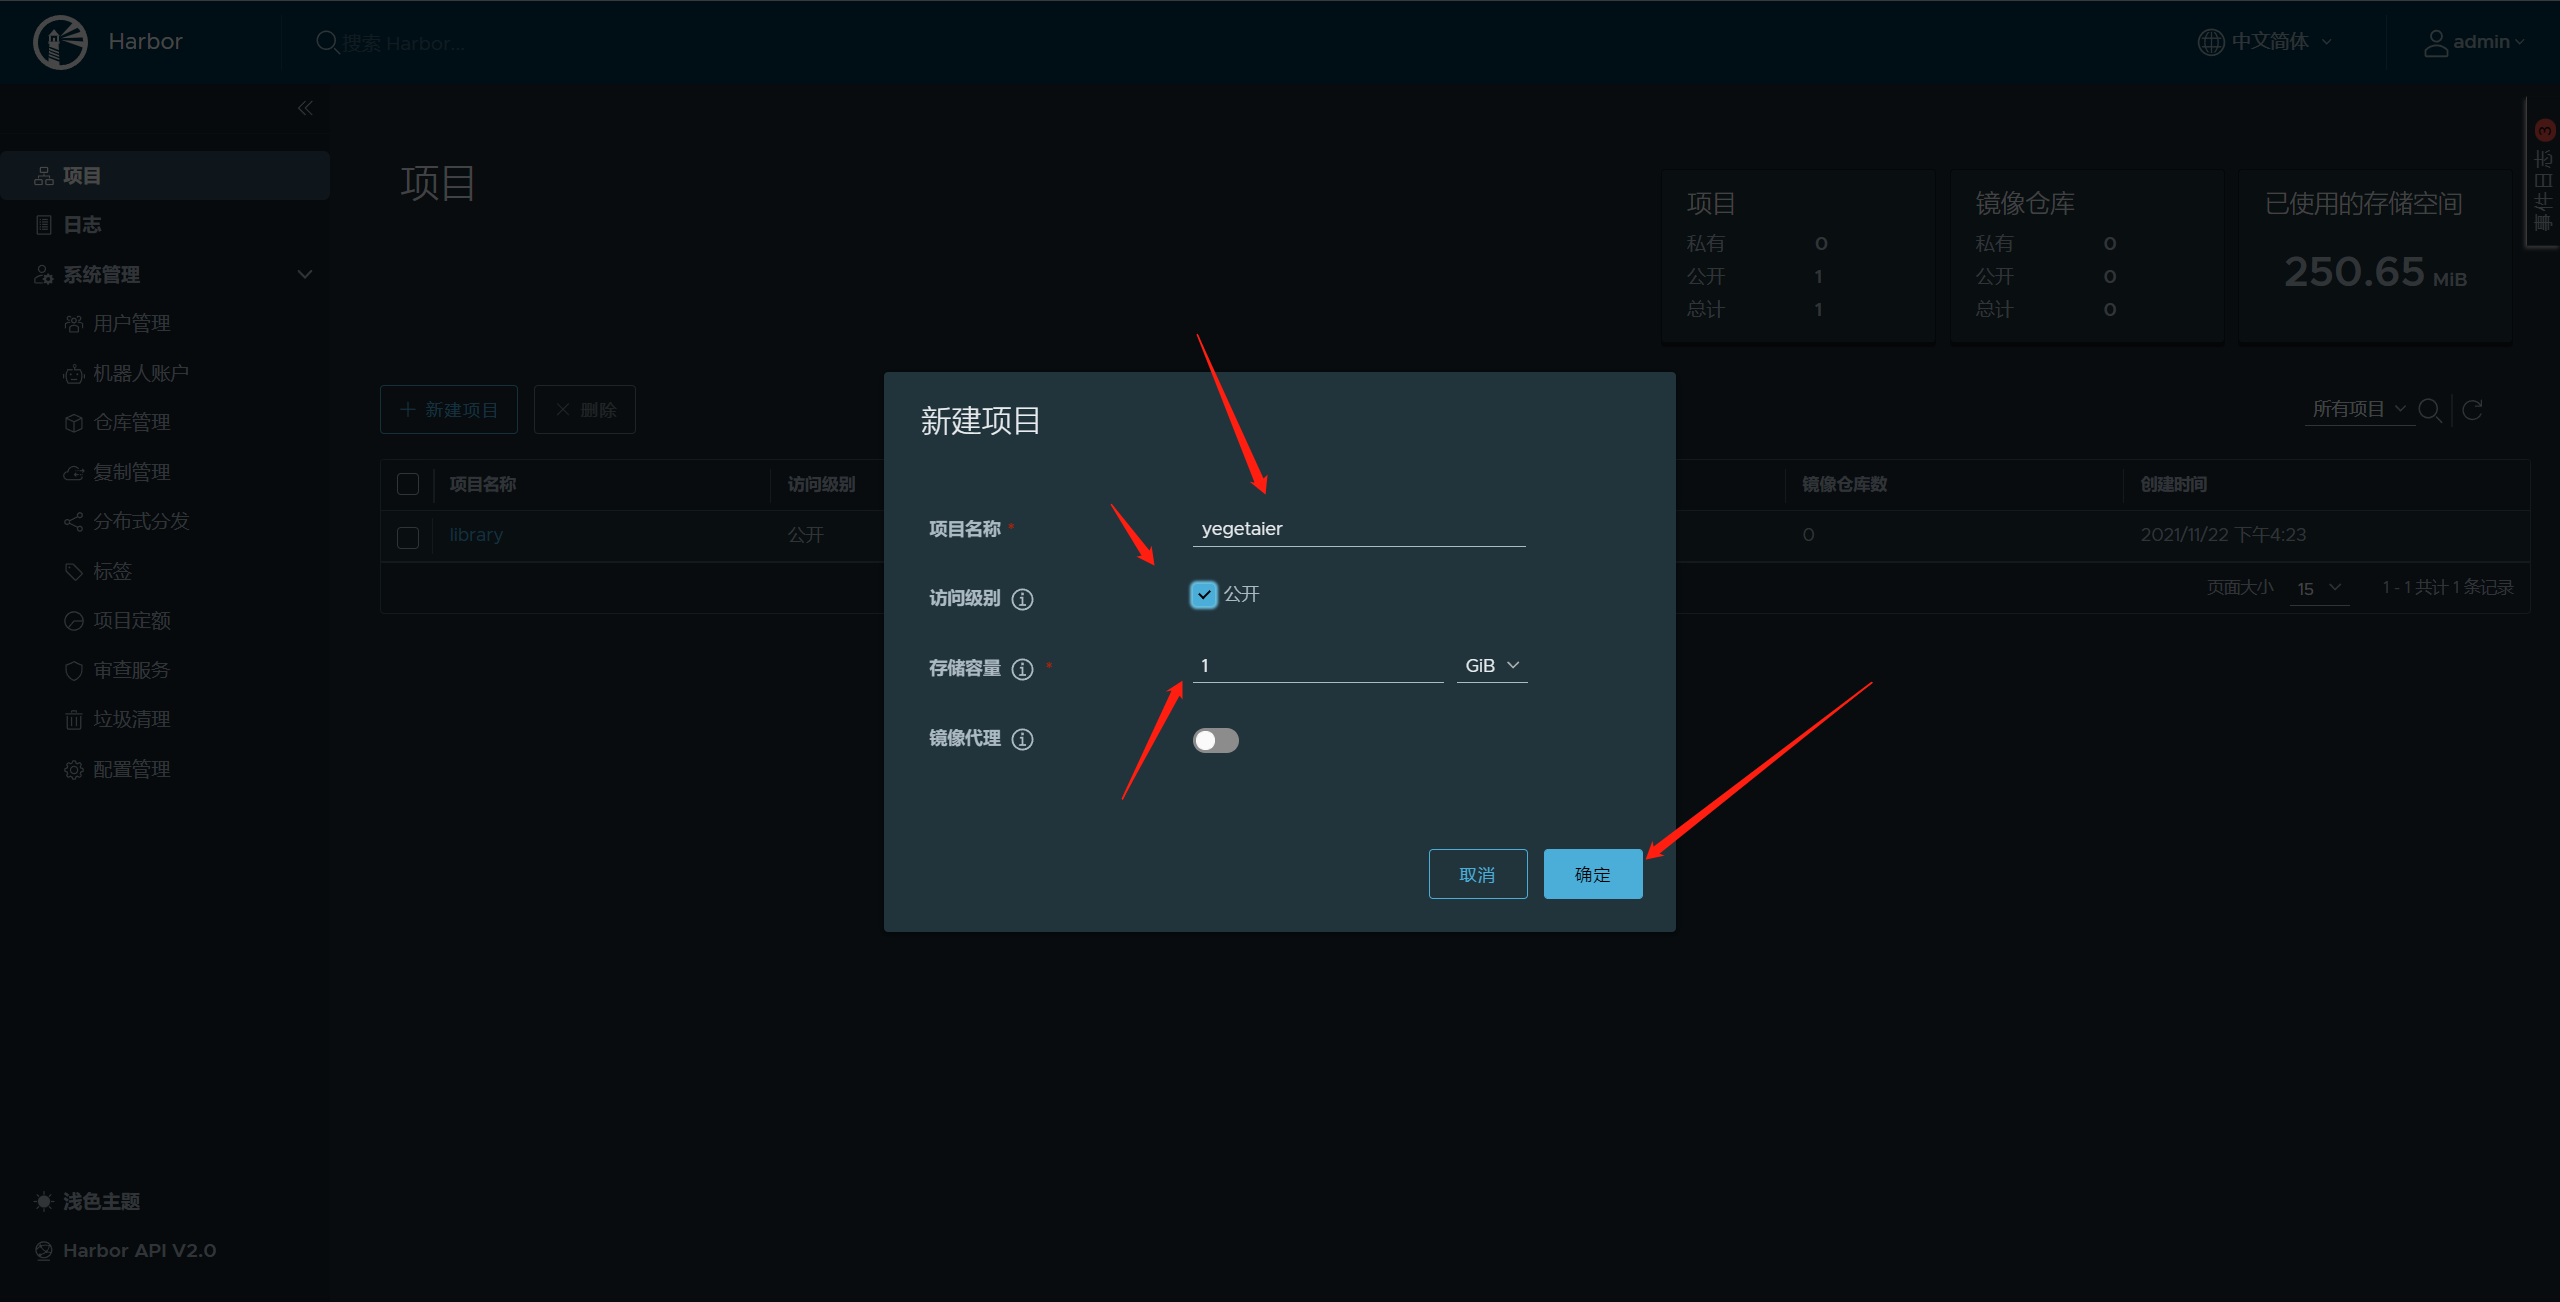 Harbor
搜索 Harbor...
中文简体
admin
项目
日志
系统管理
用户管理
机器人账户
仓库管理
复制管理
分布式分发
标签
项目定额
审查服务
垃圾清理
配置管理
浅色主题
Harbor API V2.0
项目
项目
私有 0
公开 1
总计 1
镜像仓库
私有 0
公开 0
总计 0
已使用的存储空间
250.65 MiB
事件日志 3
新建项目
删除
所有项目
项目名称 访问级别 镜像仓库数 创建时间
library 公开 0 2021/11/22 下午4:23
页面大小 15 1 - 1 共计 1 条记录
新建项目
项目名称 * yegetaier
访问级别 公开
存储容量 * 1 GiB
镜像代理
取消 确定